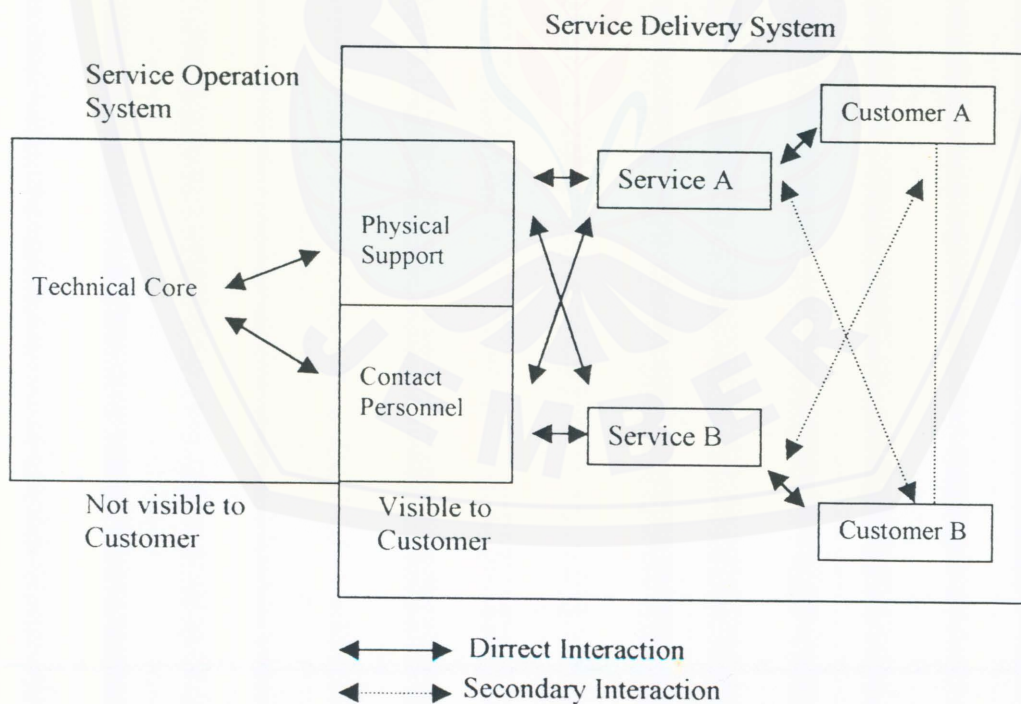 Service Delivery System
Service Operation
System
Customer A
Service A
Physical
Support
Technical Core
Contact
Personnel
Service B
JEMBER
Not visible to
Customer
Visible to
Customer
Customer B
Dirrect Interaction
Secondary Interaction